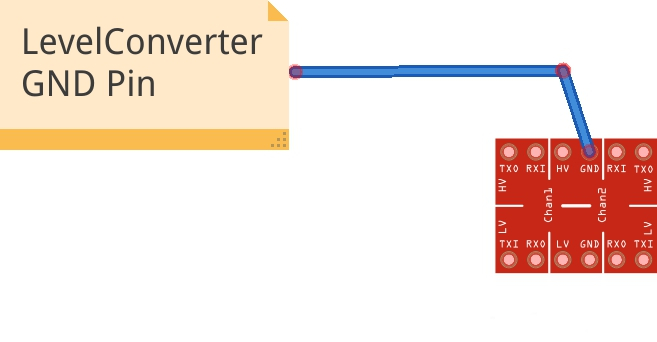 LevelConverter
GND Pin
TXO RXI HV GND RXI TXO
HV HV
Chan1 Chan2
LV LV
TXI RXO LV GND RXO TXI